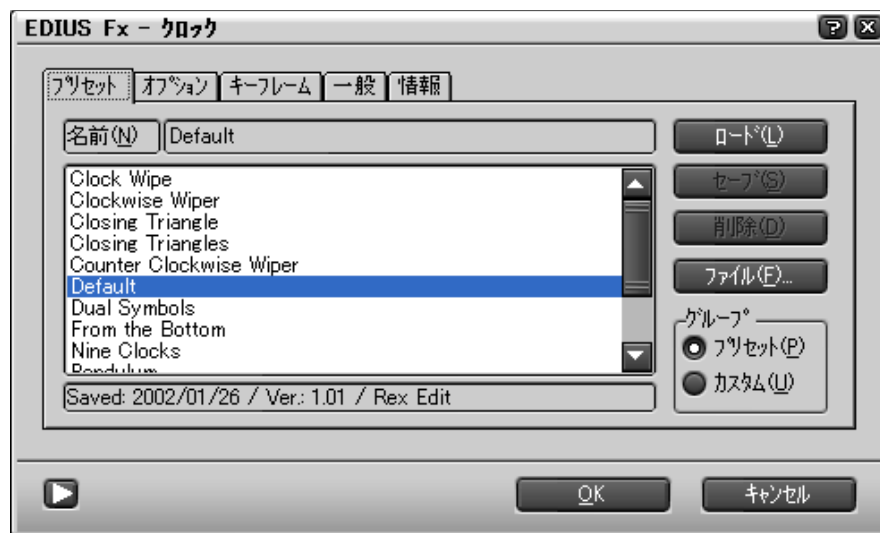 EDIUS Fx - ｸﾛｯｸ
ﾌﾟﾘｾｯﾄ ｵﾌﾟｼｮﾝ ｷｰﾌﾚｰﾑ 一般 情報
名前(N) Default
ﾛｰﾄﾞ(L)
Clock Wipe
Clockwise Wiper
Closing Triangle
Closing Triangles
Counter Clockwise Wiper
Default
Dual Symbols
From the Bottom
Nine Clocks
Pendulum
ｾｰﾌﾞ(S)
削除(D)
ﾌｧｲﾙ(F)...
ｸﾞﾙｰﾌﾟ
ﾌﾟﾘｾｯﾄ(P)
ｶｽﾀﾑ(U)
Saved: 2002/01/26 / Ver.: 1.01 / Rex Edit
OK ｷｬﾝｾﾙ